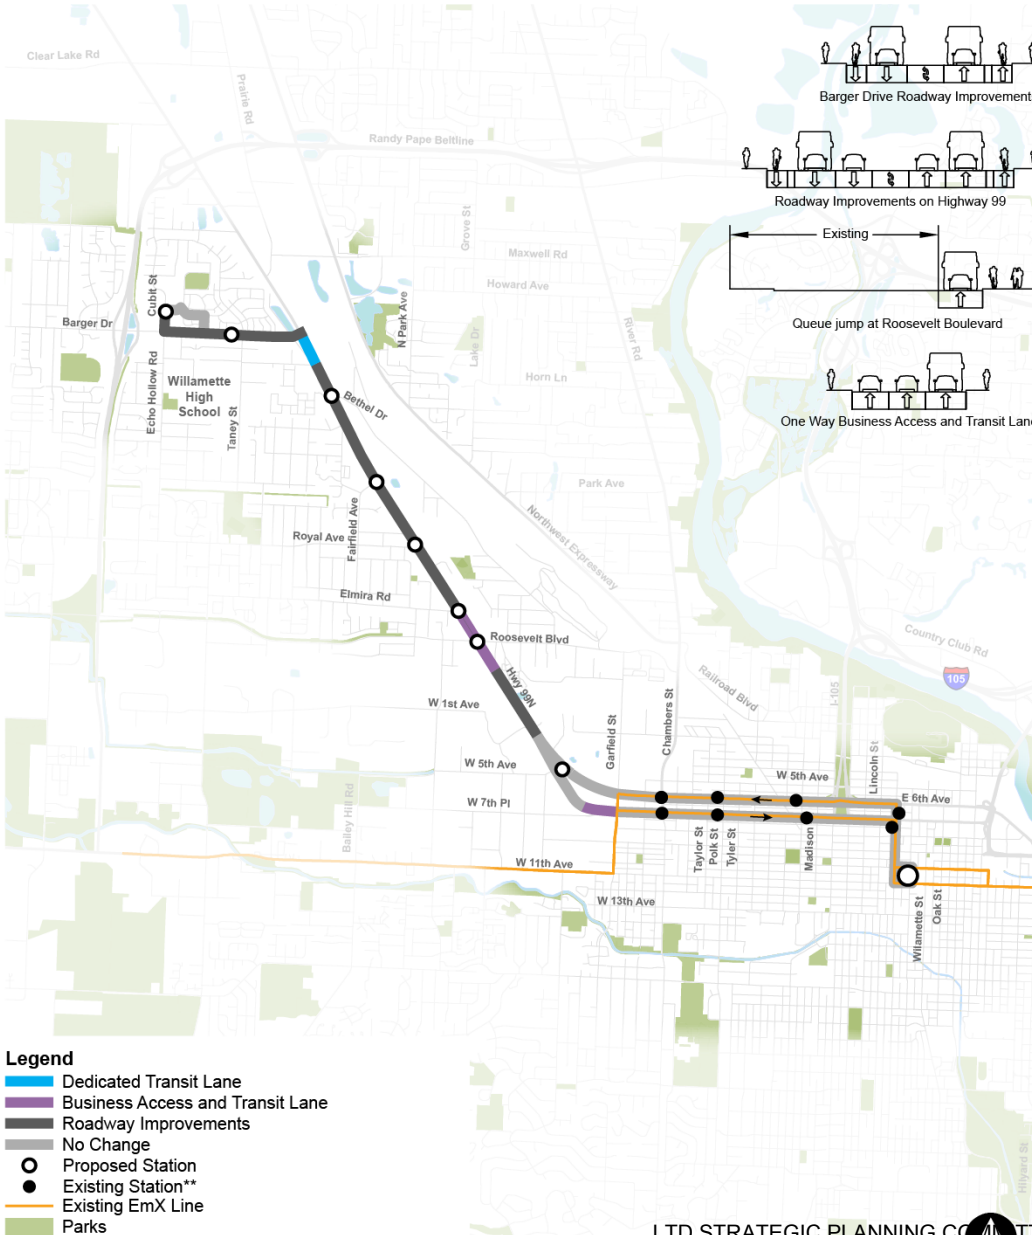 Clear Lake Rd
Prairie Rd
Randy Pape Beltline
Barger Drive Roadway Improvement
Roadway Improvements on Highway 99
Existing
Queue jump at Roosevelt Boulevard
One Way Business Access and Transit Lane
Grove St
Maxwell Rd
Howard Ave
Cubit St
Barger Dr
N Park Ave
River Rd
Lake Dr
Horn Ln
Echo Hollow Rd
Willamette
High
School
Taney St
Bethel Dr
Park Ave
Fairfield Ave
Northwest Expressway
Royal Ave
Elmira Rd
Roosevelt Blvd
Country Club Rd
105
Hwy 99N
Railroad Blvd
I-105
W 1st Ave
Garfield St
Chambers St
Lincoln St
W 5th Ave
W 5th Ave
E 6th Ave
W 7th Pl
Bailey Hill Rd
Taylor St
Polk St
Tyler St
Madison
W 11th Ave
W 13th Ave
Wilamette St
Oak St
Hilyard St
Legend
Dedicated Transit Lane
Business Access and Transit Lane
Roadway Improvements
No Change
Proposed Station
Existing Station**
Existing EmX Line
Parks
LTD STRATEGIC PLANNING